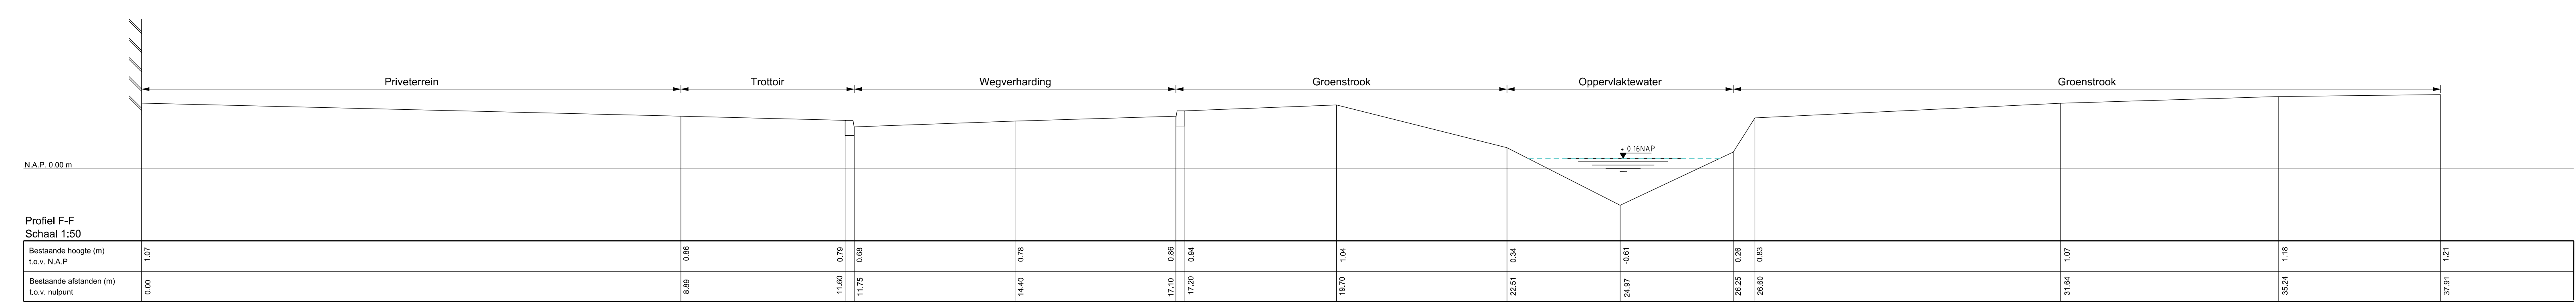 Priveterrein Trottoir Wegverharding Groenstrook Oppervlaktewater Groenstrook
+ 0.16NAP
N.A.P. 0.00 m
Profiel F-F
Schaal 1:50
Bestaande hoogte (m)
t.o.v. N.A.P
1.07 0.86 0.79 0.68 0.78 0.86 0.94 1.04 0.34 -0.61 0.26 0.83 1.07 1.18 1.21
Bestaande afstanden (m)
t.o.v. nulpunt
0.00 8.89 11.60 11.75 14.40 17.10 17.20 19.70 22.51 24.97 26.25 26.60 31.64 35.24 37.91